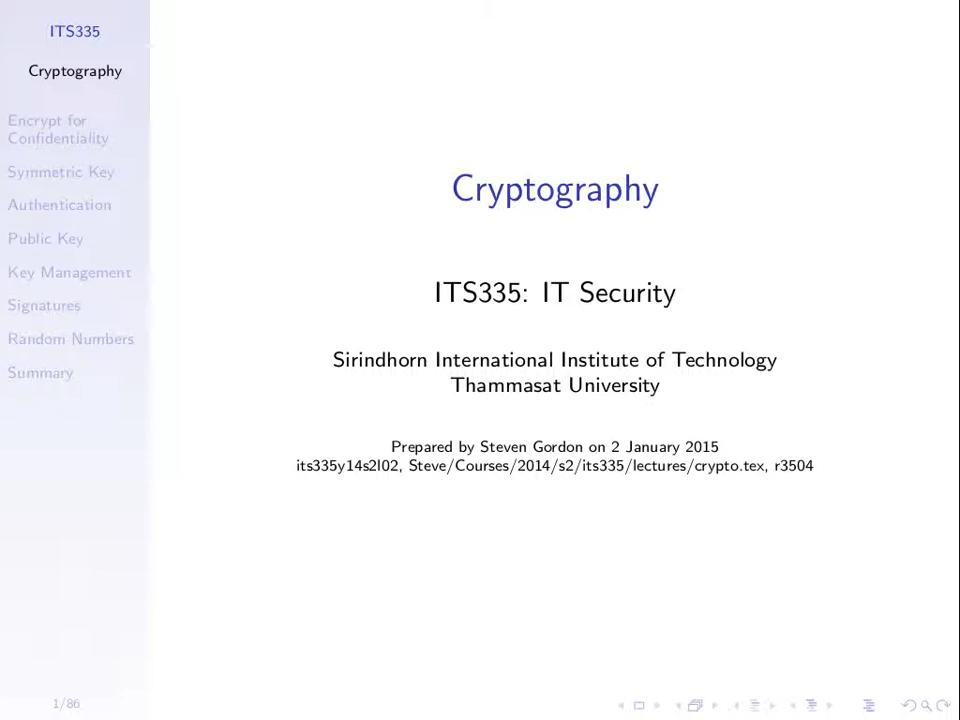 ITS335
Cryptography
Encrypt for
Confidentiality
Symmetric Key
Authentication
Public Key
Key Management
Signatures
Random Numbers
Summary
Cryptography
ITS335: IT Security
Sirindhorn International Institute of Technology
Thammasat University
Prepared by Steven Gordon on 2 January 2015
its335y14s2l02, Steve/Courses/2014/s2/its335/lectures/crypto.tex, r3504
1/86